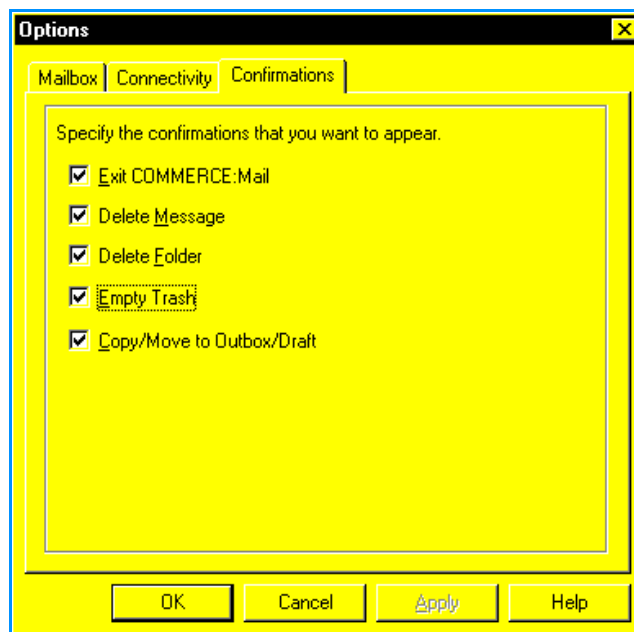 Options
Mailbox Connectivity Confirmations
Specify the confirmations that you want to appear.
Exit COMMERCE:Mail
Delete Message
Delete Folder
Empty Trash
Copy/Move to Outbox/Draft
OK Cancel Apply Help